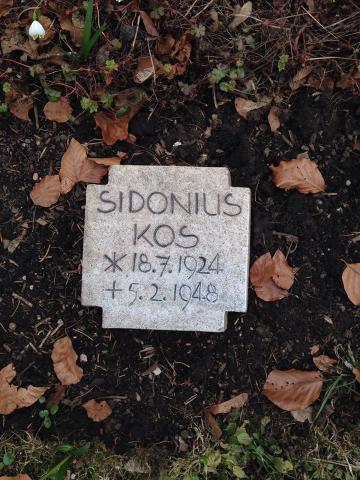 SIDONIUS
KOS
* 18.7.1924
+ 5.2.1948